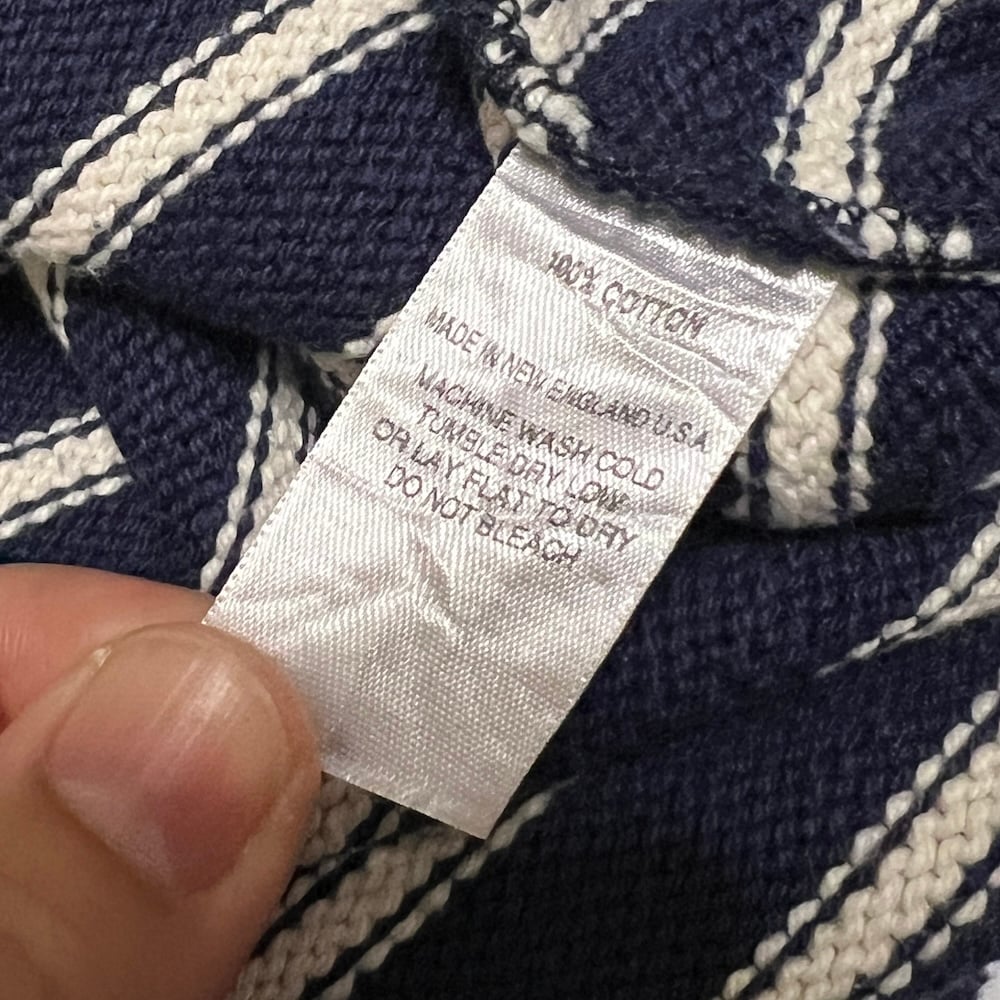 100% COTTON
MADE IN NEW ENGLAND U.S.A.
MACHINE WASH COLD
TUMBLE DRY LOW
OR LAY FLAT TO DRY
DO NOT BLEACH